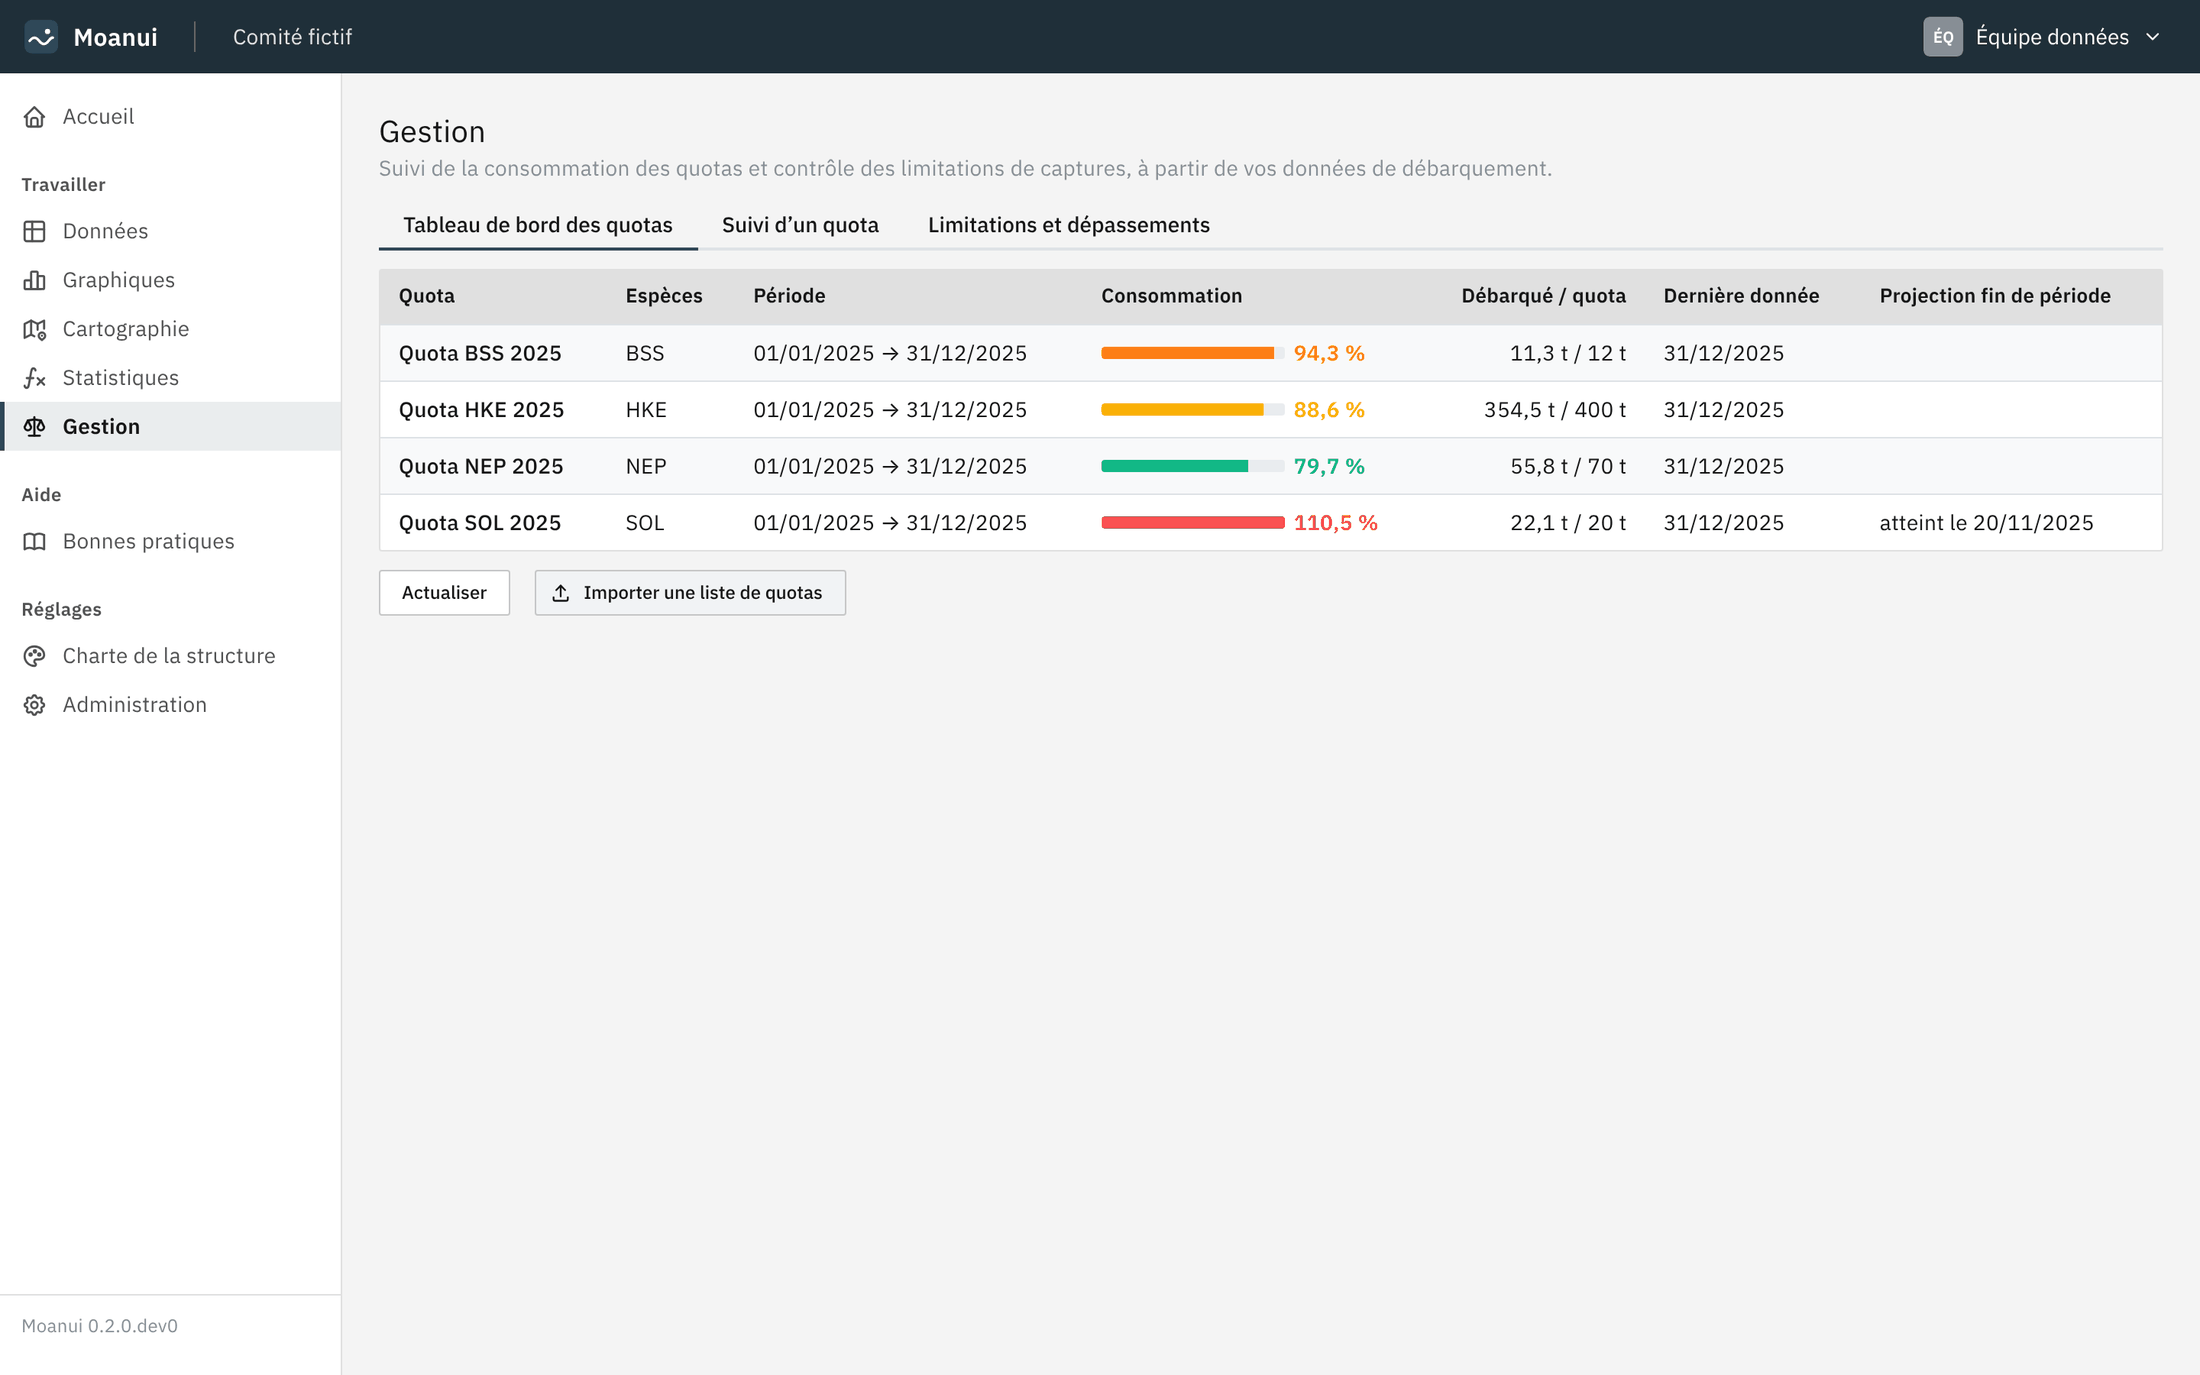 Moanui
Comité fictif
ÉQ
Équipe données
Accueil
Travailler
Données
Graphiques
Cartographie
Statistiques
Gestion
Aide
Bonnes pratiques
Réglages
Charte de la structure
Administration
Moanui 0.2.0.dev0
Gestion
Suivi de la consommation des quotas et contrôle des limitations de captures, à partir de vos données de débarquement.
Tableau de bord des quotas Suivi d’un quota Limitations et dépassements
Quota Espèces Période Consommation Débarqué / quota Dernière donnée Projection fin de période
Quota BSS 2025 BSS 01/01/2025 → 31/12/2025 94,3 % 11,3 t / 12 t 31/12/2025
Quota HKE 2025 HKE 01/01/2025 → 31/12/2025 88,6 % 354,5 t / 400 t 31/12/2025
Quota NEP 2025 NEP 01/01/2025 → 31/12/2025 79,7 % 55,8 t / 70 t 31/12/2025
Quota SOL 2025 SOL 01/01/2025 → 31/12/2025 110,5 % 22,1 t / 20 t 31/12/2025 atteint le 20/11/2025
Actualiser Importer une liste de quotas